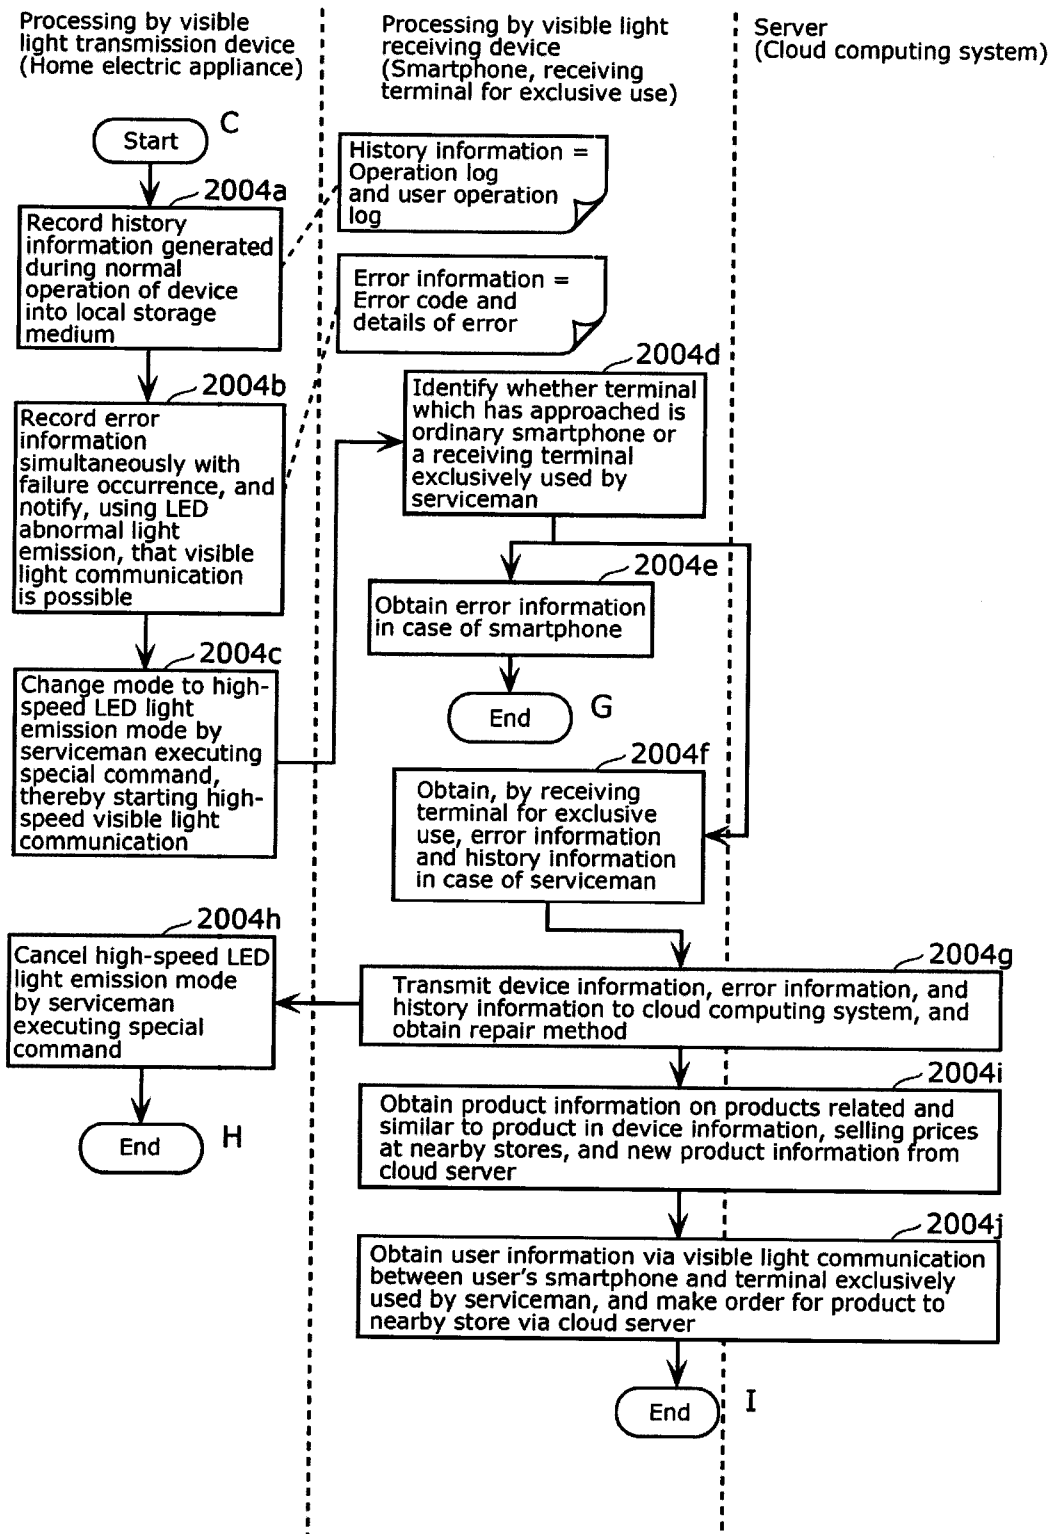 Processing by visible
light transmission device
(Home electric appliance)
Processing by visible light
receiving device
(Smartphone, receiving
terminal for exclusive use)
Server
(Cloud computing system)
Start
C
2004a
Record history
information generated
during normal
operation of device
into local storage
medium
History information =
Operation log
and user operation
log
Error information =
Error code and
details of error
2004b
Record error
information
simultaneously with
failure occurrence, and
notify, using LED
abnormal light
emission, that visible
light communication
is possible
2004c
Change mode to high-
speed LED light
emission mode by
serviceman executing
special command,
thereby starting high-
speed visible light
communication
2004d
Identify whether terminal
which has approached is
ordinary smartphone or
a receiving terminal
exclusively used by
serviceman
2004e
Obtain error information
in case of smartphone
End
G
2004f
Obtain, by receiving
terminal for exclusive
use, error information
and history information
in case of serviceman
2004g
Transmit device information, error information, and
history information to cloud computing system, and
obtain repair method
2004h
Cancel high-speed LED
light emission mode
by serviceman
executing special
command
End
H
2004i
Obtain product information on products related and
similar to product in device information, selling prices
at nearby stores, and new product information from
cloud server
2004j
Obtain user information via visible light communication
between user's smartphone and terminal exclusively
used by serviceman, and make order for product to
nearby store via cloud server
End
I